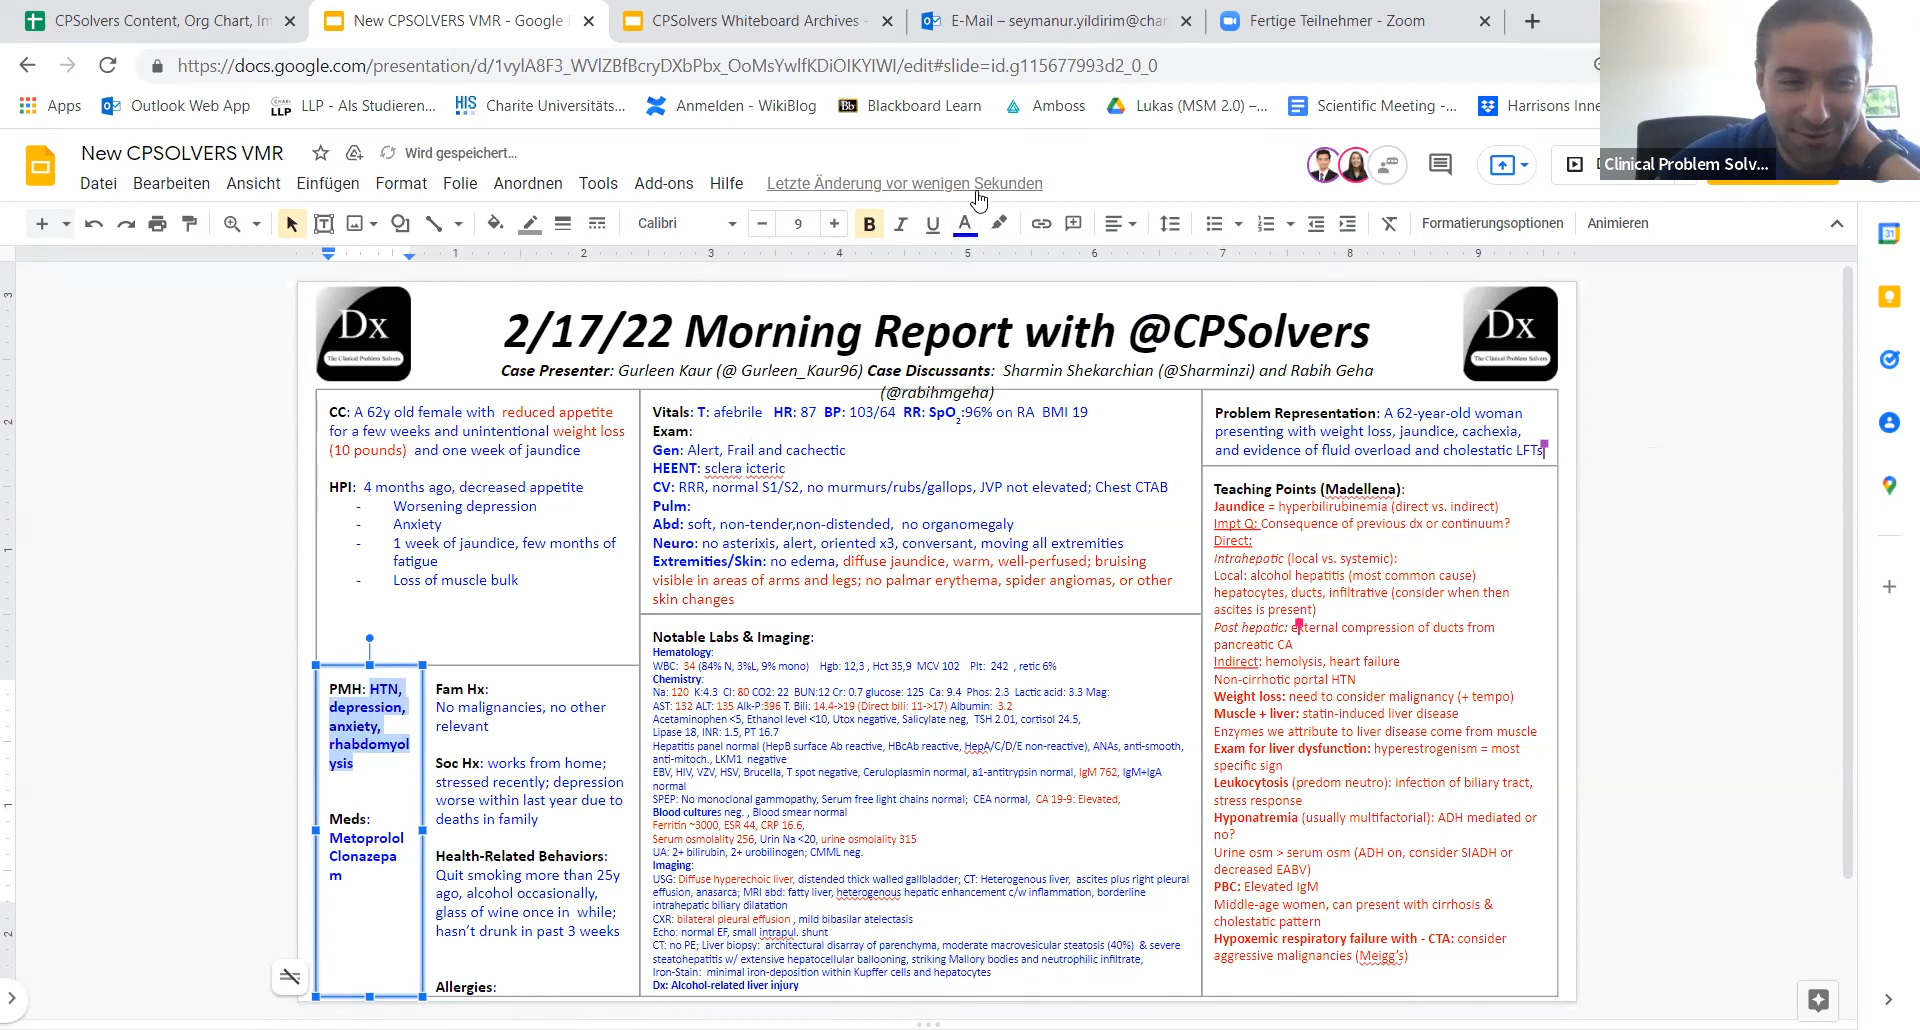 CPSolvers Content, Org Chart, Im
New CPSOLVERS VMR - Google
CPSolvers Whiteboard Archives -
E-Mail – seymanur.yildirim@char
Fertige Teilnehmer - Zoom
https://docs.google.com/presentation/d/1vylA8F3_WVlZBfBcryDXbPbx_OoMsYwlfKDiOIKYIWI/edit#slide=id.g115677993d2_0_0
Apps
Outlook Web App
LLP - Als Studieren...
Charite Universitäts...
Anmelden - WikiBlog
Blackboard Learn
Amboss
Lukas (MSM 2.0) –...
Scientific Meeting -...
Harrisons Inne
New CPSOLVERS VMR
Wird gespeichert...
Clinical Problem Solv...
Datei Bearbeiten Ansicht Einfügen Format Folie Anordnen Tools Add-ons Hilfe
Letzte Änderung vor wenigen Sekunden
Calibri
9
Formatierungsoptionen
Animieren
Dx
The Clinical Problem Solvers
2/17/22 Morning Report with @CPSolvers
Case Presenter: Gurleen Kaur (@ Gurleen_Kaur96) Case Discussants: Sharmin Shekarchian (@Sharminzi) and Rabih Geha
(@rabihmgeha)
Dx
The Clinical Problem Solvers
CC: A 62y old female with reduced appetite
for a few weeks and unintentional weight loss
(10 pounds) and one week of jaundice
HPI: 4 months ago, decreased appetite
- Worsening depression
- Anxiety
- 1 week of jaundice, few months of
fatigue
- Loss of muscle bulk
PMH: HTN,
depression,
anxiety,
rhabdomyol
ysis
Meds:
Metoprolol
Clonazepa
m
Fam Hx:
No malignancies, no other
relevant
Soc Hx: works from home;
stressed recently; depression
worse within last year due to
deaths in family
Health-Related Behaviors:
Quit smoking more than 25y
ago, alcohol occasionally,
glass of wine once in while;
hasn't drunk in past 3 weeks
Allergies:
Vitals: T: afebrile HR: 87 BP: 103/64 RR: SpO2:96% on RA BMI 19
Exam:
Gen: Alert, Frail and cachectic
HEENT: sclera icteric
CV: RRR, normal S1/S2, no murmurs/rubs/gallops, JVP not elevated; Chest CTAB
Pulm:
Abd: soft, non-tender,non-distended, no organomegaly
Neuro: no asterixis, alert, oriented x3, conversant, moving all extremities
Extremities/Skin: no edema, diffuse jaundice, warm, well-perfused; bruising
visible in areas of arms and legs; no palmar erythema, spider angiomas, or other
skin changes
Notable Labs & Imaging:
Hematology:
WBC: 34 (84% N, 3%L, 9% mono) Hgb: 12,3 , Hct 35,9 MCV 102 Plt: 242 , retic 6%
Chemistry:
Na: 120 K:4.3 Cl: 80 CO2: 22 BUN:12 Cr: 0.7 glucose: 125 Ca: 9.4 Phos: 2.3 Lactic acid: 3.3 Mag:
AST: 132 ALT: 135 Alk-P:396 T. Bili: 14.4->19 (Direct bili: 11->17) Albumin: 3.2
Acetaminophen <5, Ethanol level <10, Utox negative, Salicylate neg, TSH 2.01, cortisol 24.5,
Lipase 18, INR: 1.5, PT 16.7
Hepatitis panel normal (HepB surface Ab reactive, HBcAb reactive, HepA/C/D/E non-reactive), ANAs, anti-smooth,
anti-mitoch., LKM1 negative
EBV, HIV, VZV, HSV, Brucella, T spot negative, Ceruloplasmin normal, a1-antitrypsin normal, IgM 762, IgM+IgA
normal
SPEP: No monoclonal gammopathy, Serum free light chains normal; CEA normal, CA 19-9: Elevated,
Blood cultures neg. , Blood smear normal
Ferritin ~3000, ESR 44, CRP 16.6,
Serum osmolality 256, Urin Na <20, urine osmolality 315
UA: 2+ bilirubin, 2+ urobilinogen; CMML neg.
Imaging:
USG: Diffuse hyperechoic liver, distended thick walled gallbladder; CT: Heterogenous liver, ascites plus right pleural
effusion, anasarca; MRI abd: fatty liver, heterogenous hepatic enhancement c/w inflammation, borderline
intrahepatic biliary dilatation
CXR: bilateral pleural effusion , mild bibasilar atelectasis
Echo: normal EF, small intrapul. shunt
CT: no PE; Liver biopsy: architectural disarray of parenchyma, moderate macrovesicular steatosis (40%) & severe
steatohepatitis w/ extensive hepatocellular ballooning, striking Mallory bodies and neutrophilic infiltrate,
Iron-Stain: minimal iron-deposition within Kupffer cells and hepatocytes
Dx: Alcohol-related liver injury
Problem Representation: A 62-year-old woman
presenting with weight loss, jaundice, cachexia,
and evidence of fluid overload and cholestatic LFTs
Teaching Points (Madellena):
Jaundice = hyperbilirubinemia (direct vs. indirect)
Impt Q: Consequence of previous dx or continuum?
Direct:
Intrahepatic (local vs. systemic):
Local: alcohol hepatitis (most common cause)
hepatocytes, ducts, infiltrative (consider when then
ascites is present)
Post hepatic: external compression of ducts from
pancreatic CA
Indirect: hemolysis, heart failure
Non-cirrhotic portal HTN
Weight loss: need to consider malignancy (+ tempo)
Muscle + liver: statin-induced liver disease
Enzymes we attribute to liver disease come from muscle
Exam for liver dysfunction: hyperestrogenism = most
specific sign
Leukocytosis (predom neutro): infection of biliary tract,
stress response
Hyponatremia (usually multifactorial): ADH mediated or
no?
Urine osm > serum osm (ADH on, consider SIADH or
decreased EABV)
PBC: Elevated IgM
Middle-age women, can present with cirrhosis &
cholestatic pattern
Hypoxemic respiratory failure with - CTA: consider
aggressive malignancies (Meigg's)